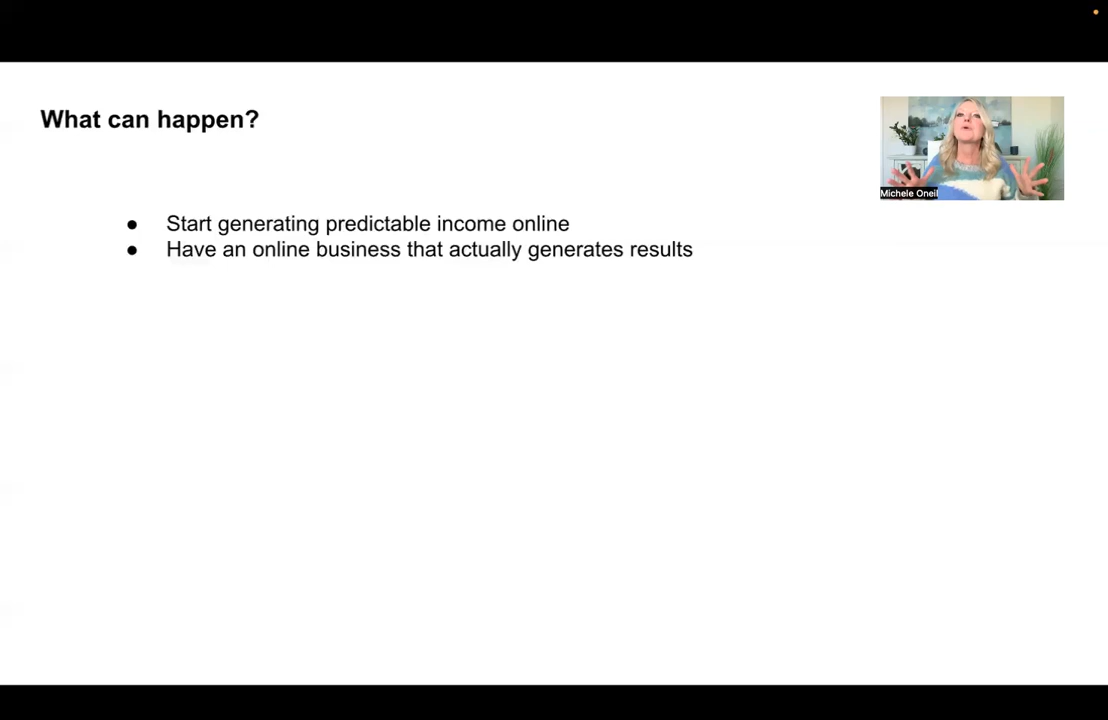 What can happen?
Michele Oneil
● Start generating predictable income online
● Have an online business that actually generates results